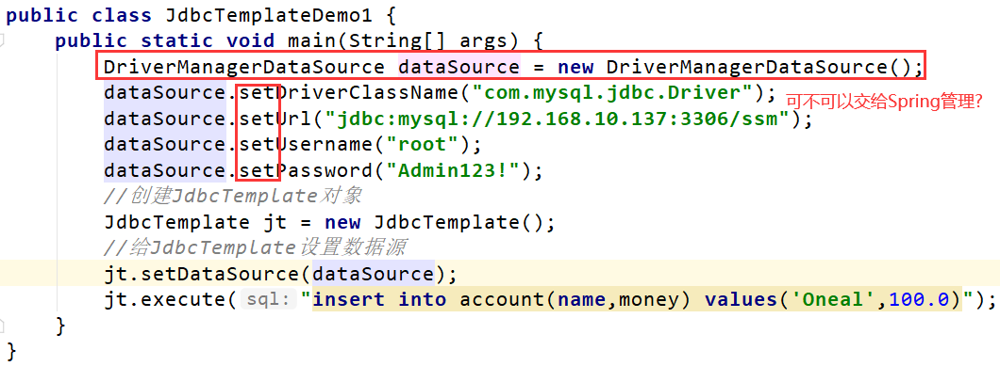 public class JdbcTemplateDemo1 {
public static void main(String[] args) {
DriverManagerDataSource dataSource = new DriverManagerDataSource();
dataSource.setDriverClassName("com.mysql.jdbc.Driver");
可不可以交给Spring管理?
dataSource.setUrl("jdbc:mysql://192.168.10.137:3306/ssm");
dataSource.setUsername("root");
dataSource.setPassword("Admin123!");
//创建JdbcTemplate对象
JdbcTemplate jt = new JdbcTemplate();
//给JdbcTemplate设置数据源
jt.setDataSource(dataSource);
jt.execute( sql: "insert into account(name,money) values('Oneal',100.0)");
}
}